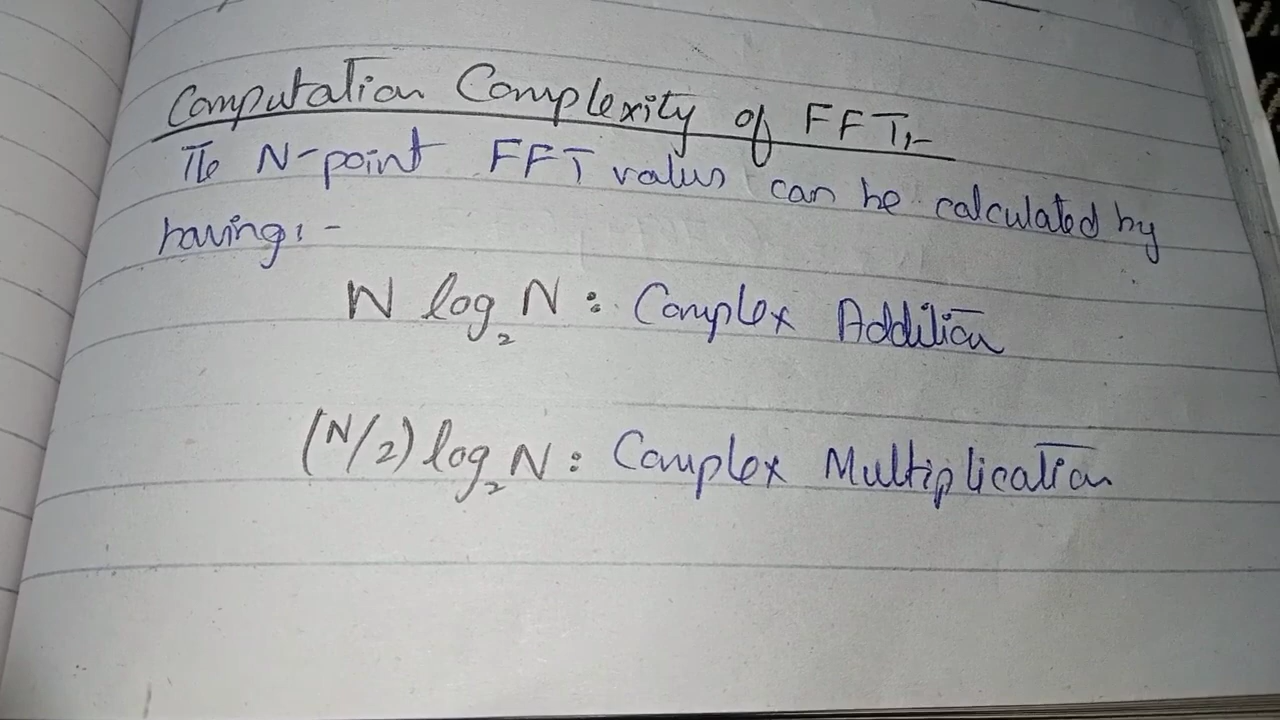 Computation Complexity of FFT:-
The N-point FFT values can be calculated by
having:-
N log₂ N : Complex Addition
(N/2) log₂ N : Complex Multiplication